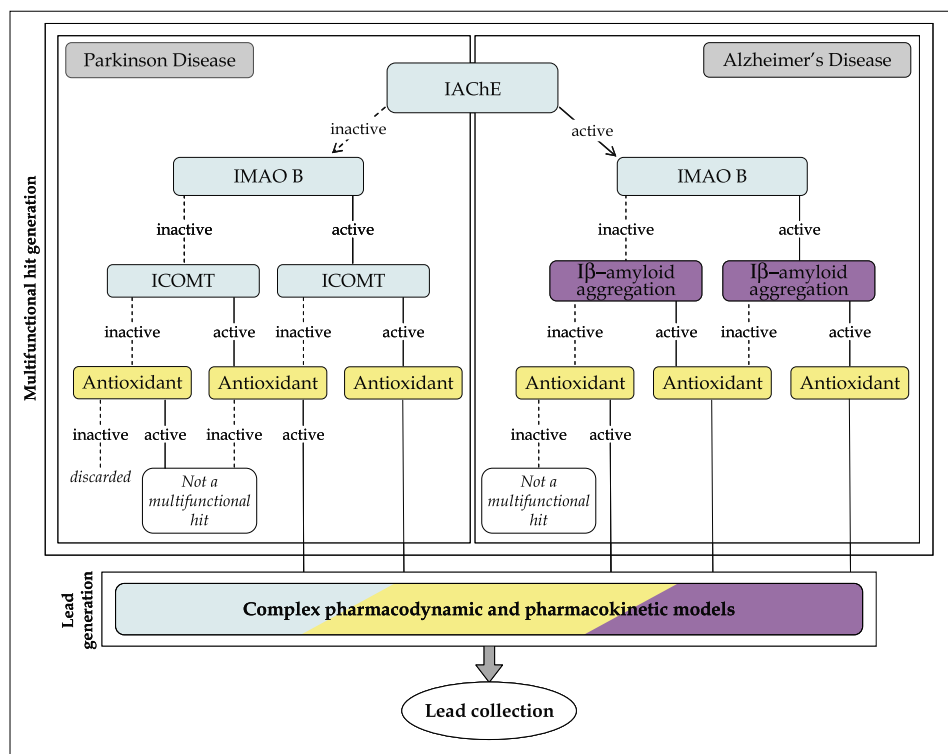 Parkinson Disease
Alzheimer's Disease
IAChE
inactive
active
IMAO B
IMAO B
inactive
active
inactive
active
ICOMT
ICOMT
Iβ–amyloid
aggregation
Iβ–amyloid
aggregation
inactive
active
inactive
active
inactive
active
inactive
active
Antioxidant
Antioxidant
Antioxidant
Antioxidant
Antioxidant
Antioxidant
inactive
active
inactive
active
inactive
active
discarded
Not a
multifunctional
hit
Not a
multifunctional
hit
Multifunctional hit generation
Lead
generation
Complex pharmacodynamic and pharmacokinetic models
Lead collection